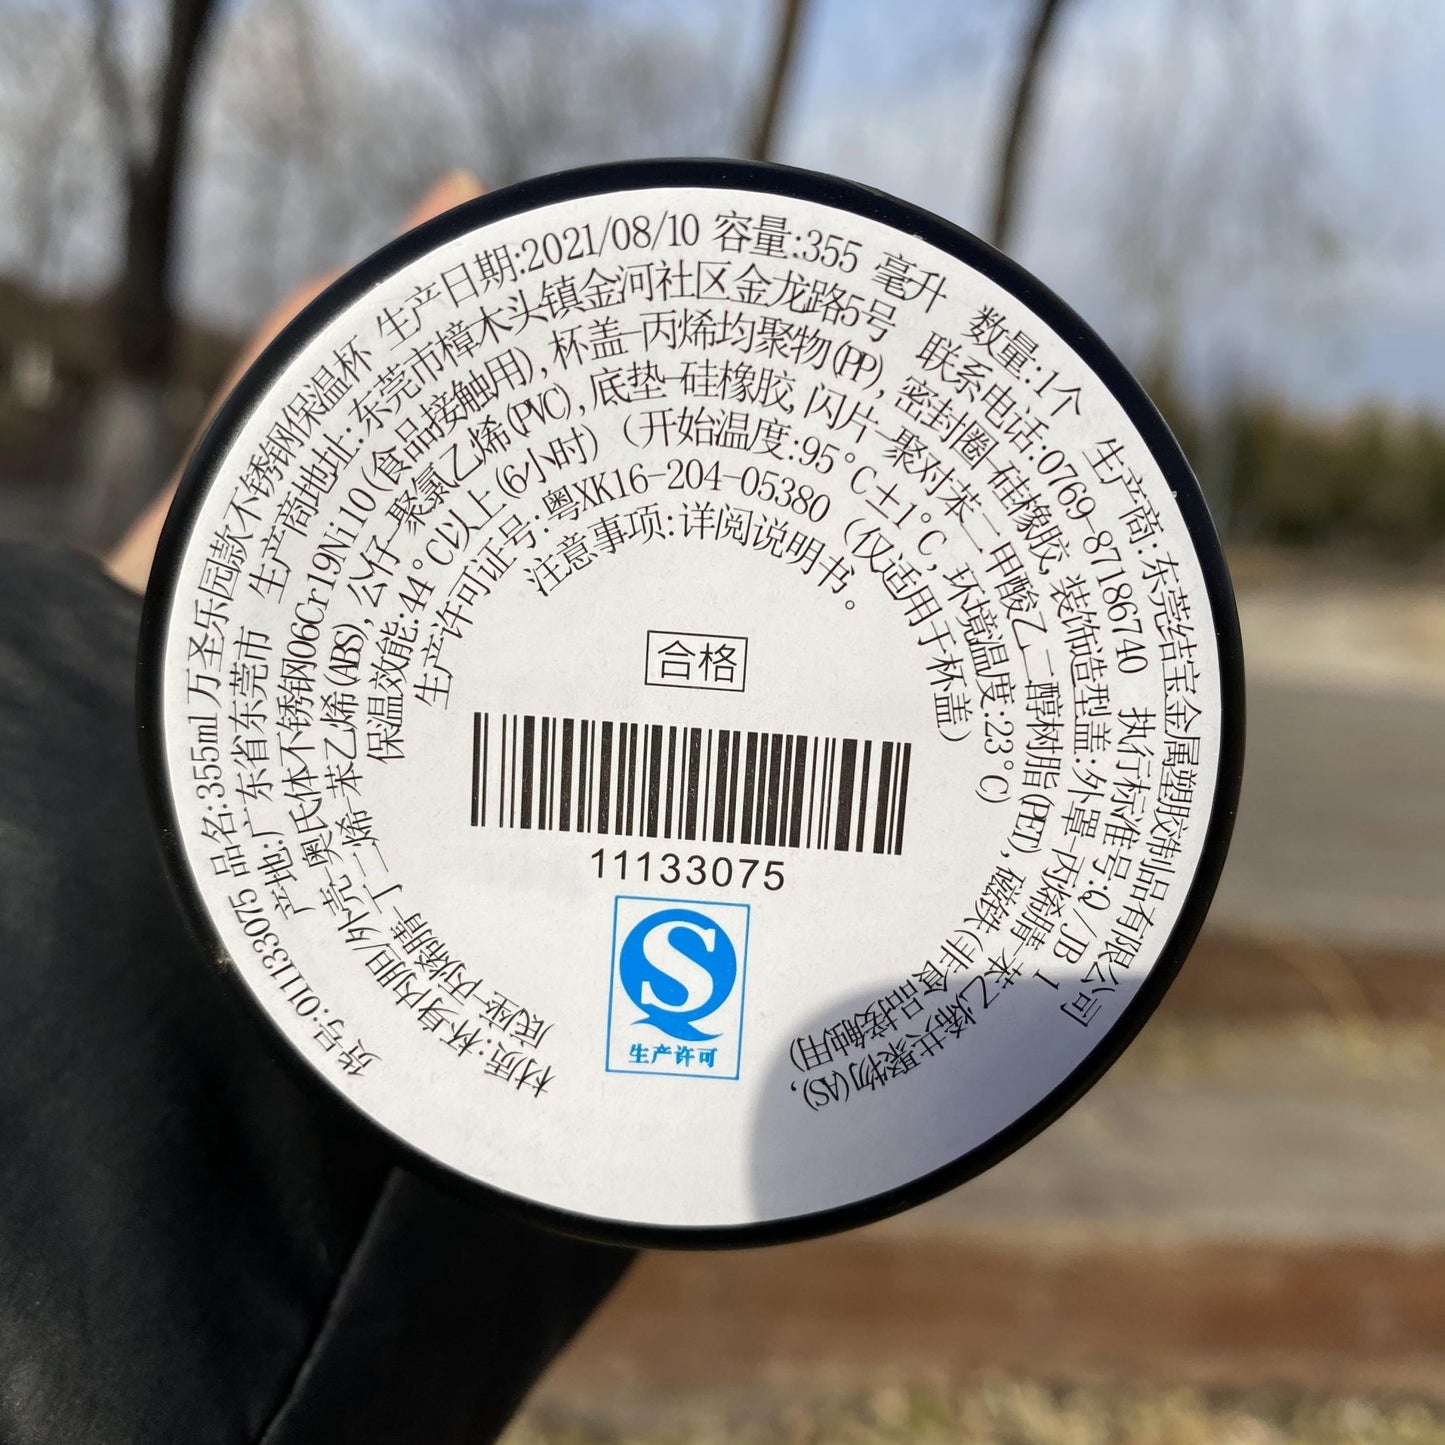 货号:011133075 品名:355ml万圣乐园款不锈钢保温杯 生产日期:2021/08/10 容量:355 毫升 数量:1个 生产商:东莞结宝金属塑胶制品有限公司
产地:广东省东莞市 生产商地址:东莞市樟木头镇金河社区金龙路5号 联系电话:0769-87186740 执行标准号:Q/JB 1
材质:杯身内胆/外壳-奥氏体不锈钢06Cr19Ni10(食品接触用),杯盖-丙烯均聚物(PP),密封圈-硅橡胶,装饰造型盖:外罩-丙烯腈-苯乙烯共聚物(AS),
底座-丙烯腈-丁二烯-苯乙烯(ABS),公仔-聚氯乙烯(PVC),底垫-硅橡胶,闪片-聚对苯二甲酸乙二醇树脂(PET),磁铁(非食品接触用)
保温效能:44°C以上(6小时)(开始温度:95°C±1°C,环境温度:23°C)
生产许可证号:粤XK16-204-05380(仅适用于杯盖)
注意事项:详阅说明书。
合格
11133075
生产许可